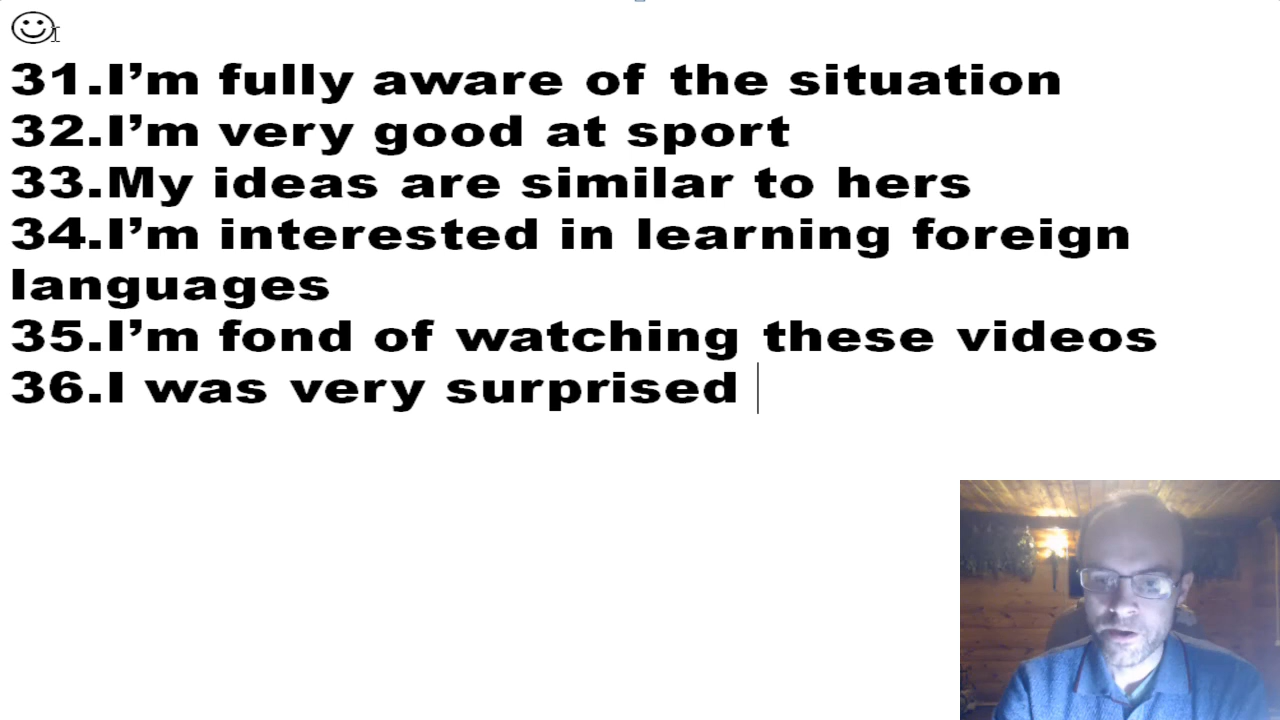 31.I’m fully aware of the situation
32.I’m very good at sport
33.My ideas are similar to hers
34.I’m interested in learning foreign
languages
35.I’m fond of watching these videos
36.I was very surprised